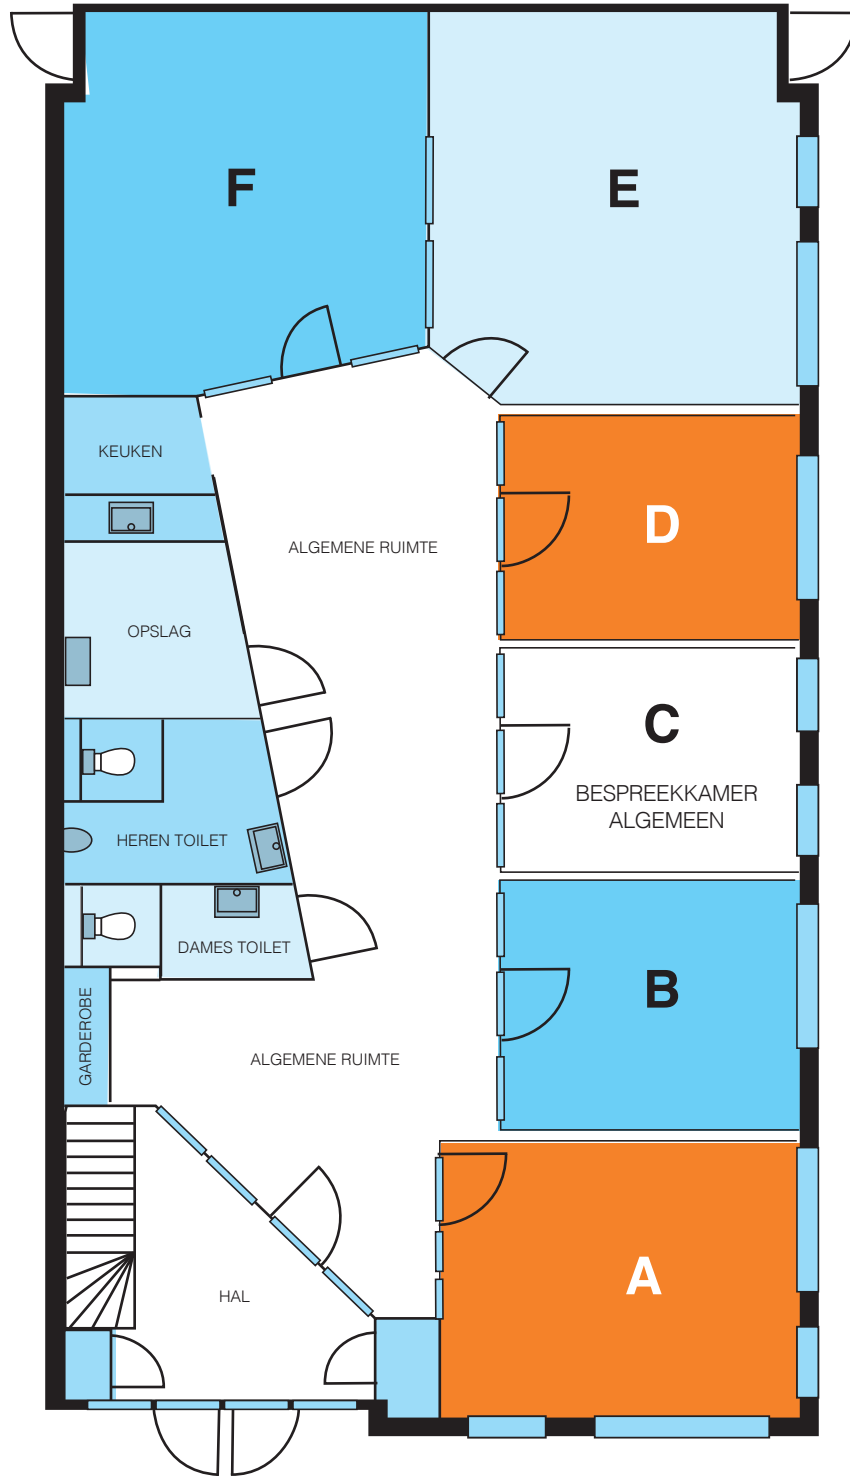 F
E
KEUKEN
D
ALGEMENE RUIMTE
OPSLAG
C
BESPREEKKAMER
ALGEMEEN
HEREN TOILET
DAMES TOILET
B
GARDEROBE
ALGEMENE RUIMTE
A
HAL